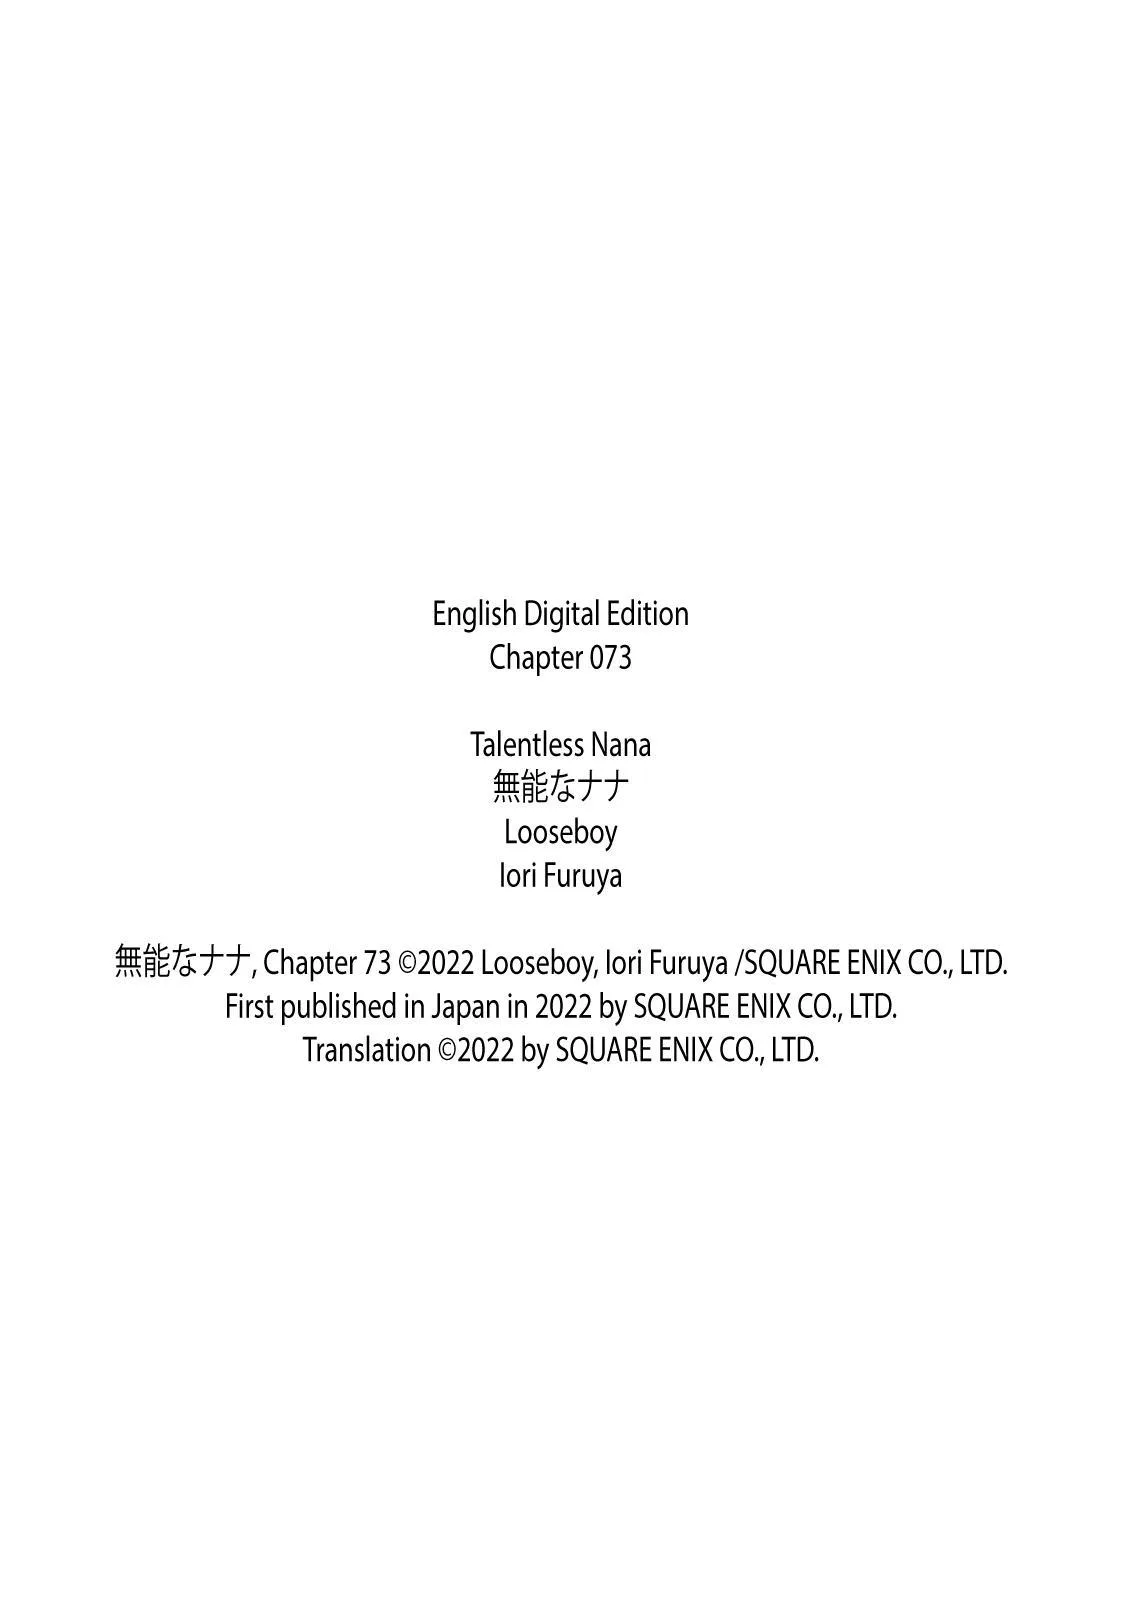 English Digital Edition
Chapter 073
Talentless Nana
無能なナナ
Looseboy
Iori Furuya
無能なナナ, Chapter 73 ©2022 Looseboy, Iori Furuya /SQUARE ENIX CO., LTD.
First published in Japan in 2022 by SQUARE ENIX CO., LTD.
Translation ©2022 by SQUARE ENIX CO., LTD.